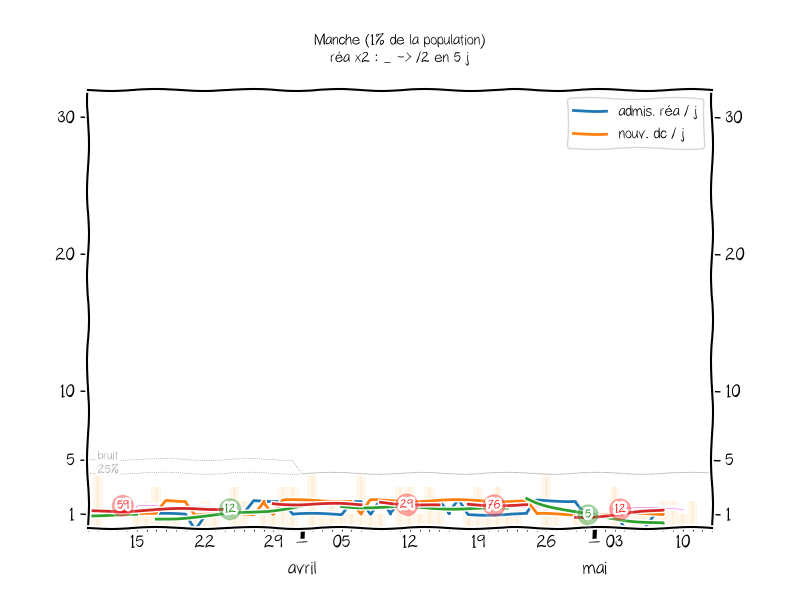 Manche (1% de la population)
réa x2 : _ -> /2 en 5 j
admis. réa / j
nouv. dc / j
30 30
20 20
10 10
5 5
bruit
25%
1 1
59 12 29 76 5 12
15 22 29 05 12 19 26 03 10
avril mai